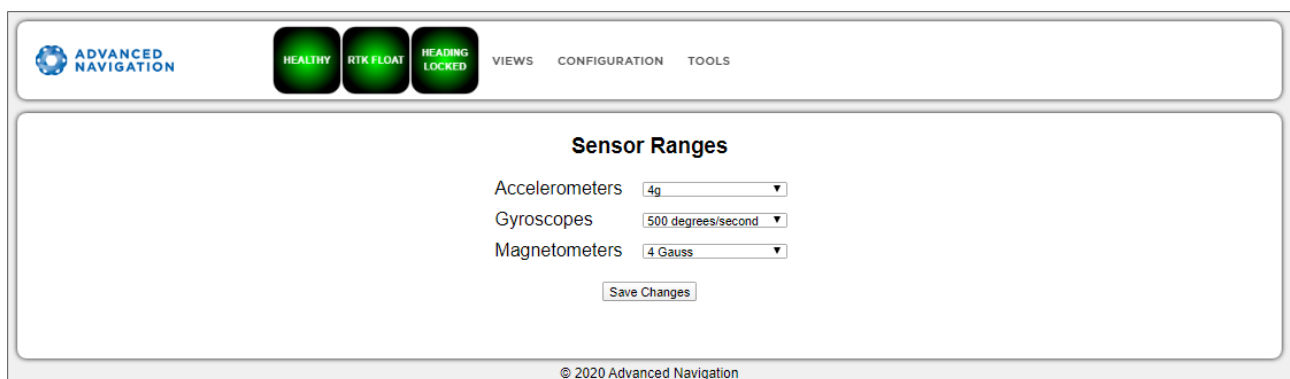 ADVANCED
NAVIGATION
HEALTHY
RTK FLOAT
HEADING
LOCKED
VIEWS CONFIGURATION TOOLS
Sensor Ranges
Accelerometers 4g
Gyroscopes 500 degrees/second
Magnetometers 4 Gauss
Save Changes
© 2020 Advanced Navigation